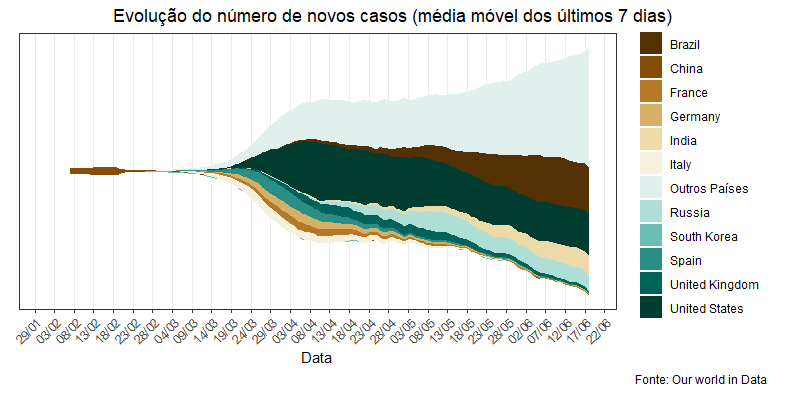 Evolução do número de novos casos (média móvel dos últimos 7 dias)
Brazil
China
France
Germany
India
Italy
Outros Países
Russia
South Korea
Spain
United Kingdom
United States
29/01 03/02 08/02 13/02 18/02 23/02 28/02 04/03 09/03 14/03 19/03 24/03 29/03 03/04 08/04 13/04 18/04 23/04 28/04 03/05 08/05 13/05 18/05 23/05 28/05 02/06 07/06 12/06 17/06 22/06
Data
Fonte: Our world in Data